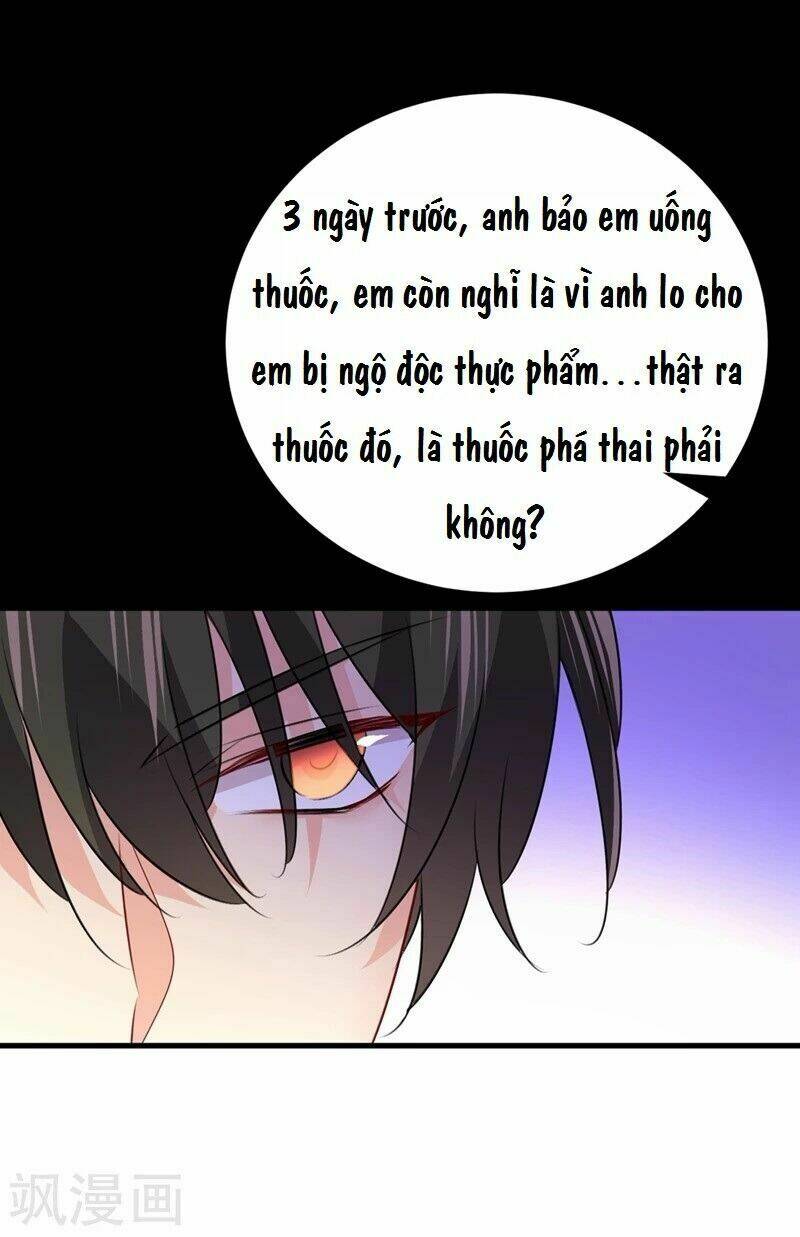 3 ngày trước, anh bảo em uống
thuốc, em còn nghĩ là vì anh lo cho
em bị ngộ độc thực phẩm...thật ra
thuốc đó, là thuốc phá thai phải
không?
飒漫画